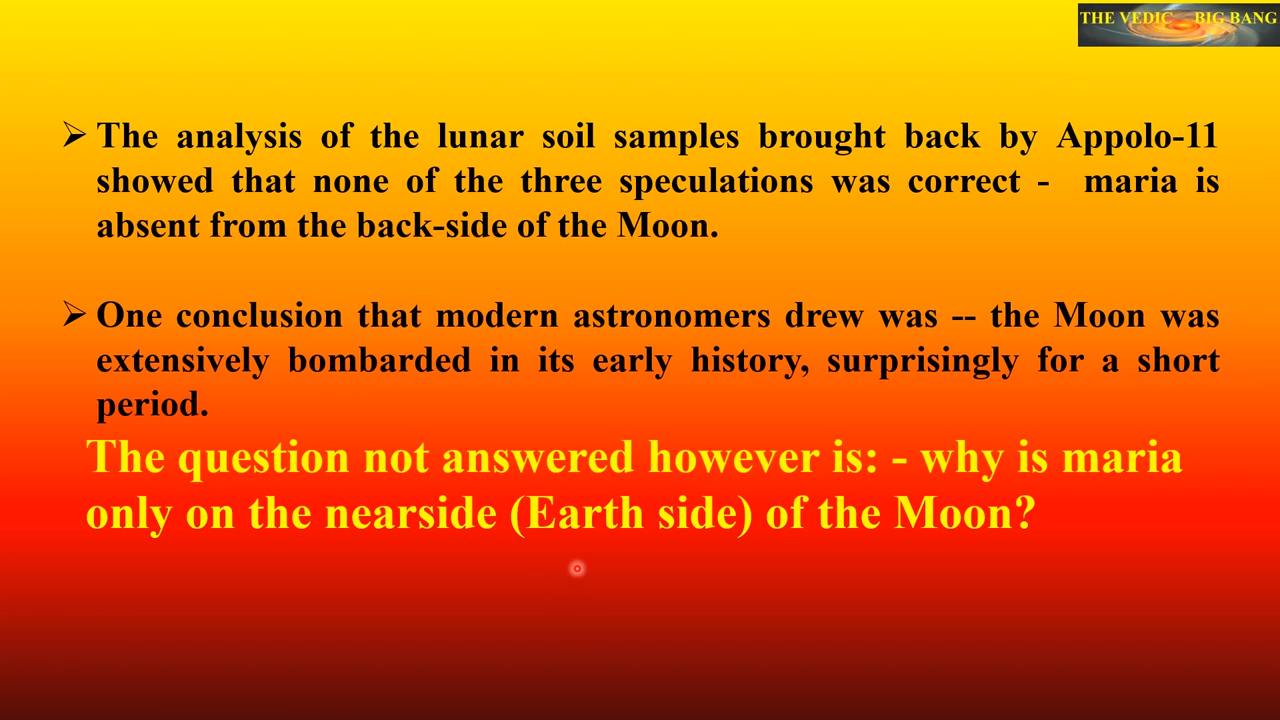 THE VEDIC BIG BANG
➢ The analysis of the lunar soil samples brought back by Appolo-11
showed that none of the three speculations was correct - maria is
absent from the back-side of the Moon.
➢ One conclusion that modern astronomers drew was -- the Moon was
extensively bombarded in its early history, surprisingly for a short
period.
The question not answered however is: - why is maria
only on the nearside (Earth side) of the Moon?